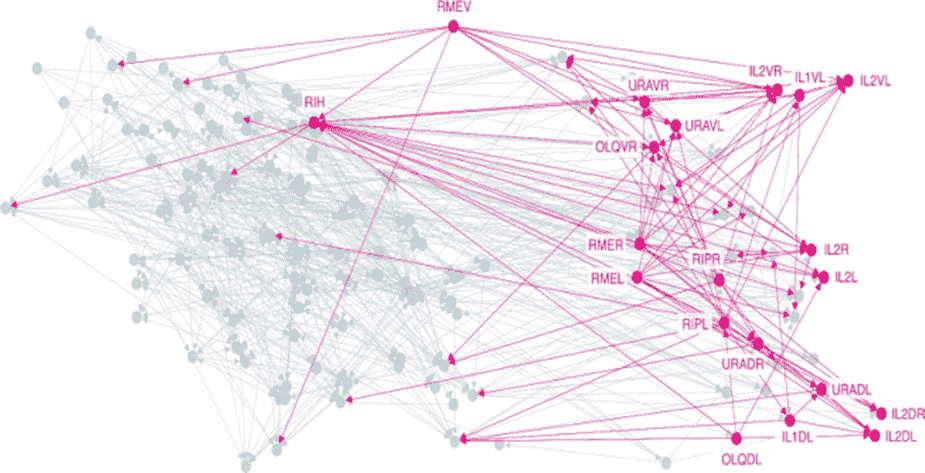 RMEV
IL2VR
IL1VL
IL2VL
URAVR
RIH
URAVL
OLQVR
RMER
IL2R
RIPR
RMEL
IL2L
RIPL
URADR
URADL
IL2DR
IL1DL
IL2DL
OLQDL